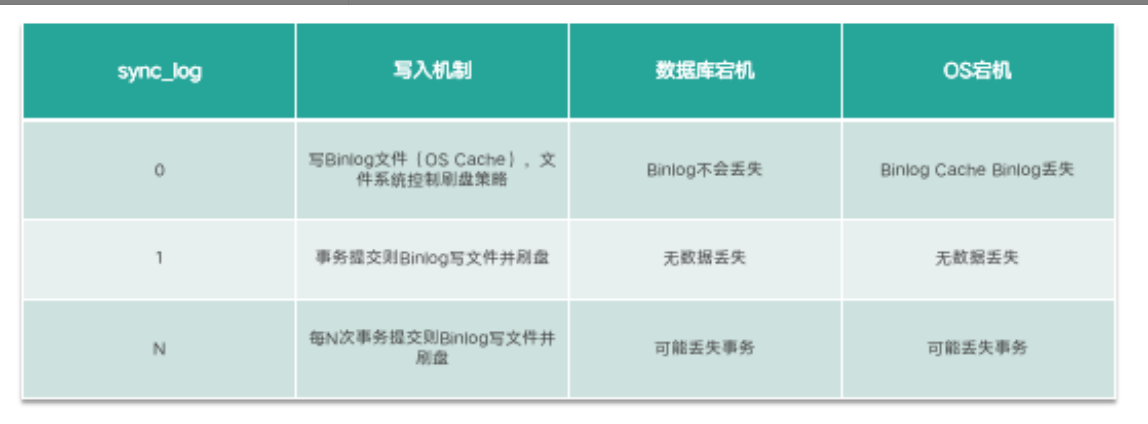 sync_log 写入机制 数据库宕机 OS宕机
0 写Binlog文件（OS Cache），文件系统控制刷盘策略 Binlog不会丢失 Binlog Cache Binlog丢失
1 事务提交则Binlog写文件并刷盘 无数据丢失 无数据丢失
N 每N次事务提交则Binlog写文件并刷盘 可能丢失事务 可能丢失事务